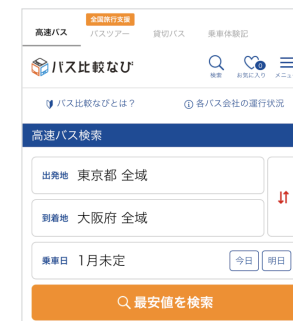 全国旅行支援
高速バス バスツアー 貸切バス 乗車体験記
バス比較なび
検索 お気に入り 0 メニュ
バス比較なびとは? 各バス会社の運行状況
高速バス検索
出発地 東京都 全域
到着地 大阪府 全域
乗車日 1月未定 今日 明日
最安値を検索